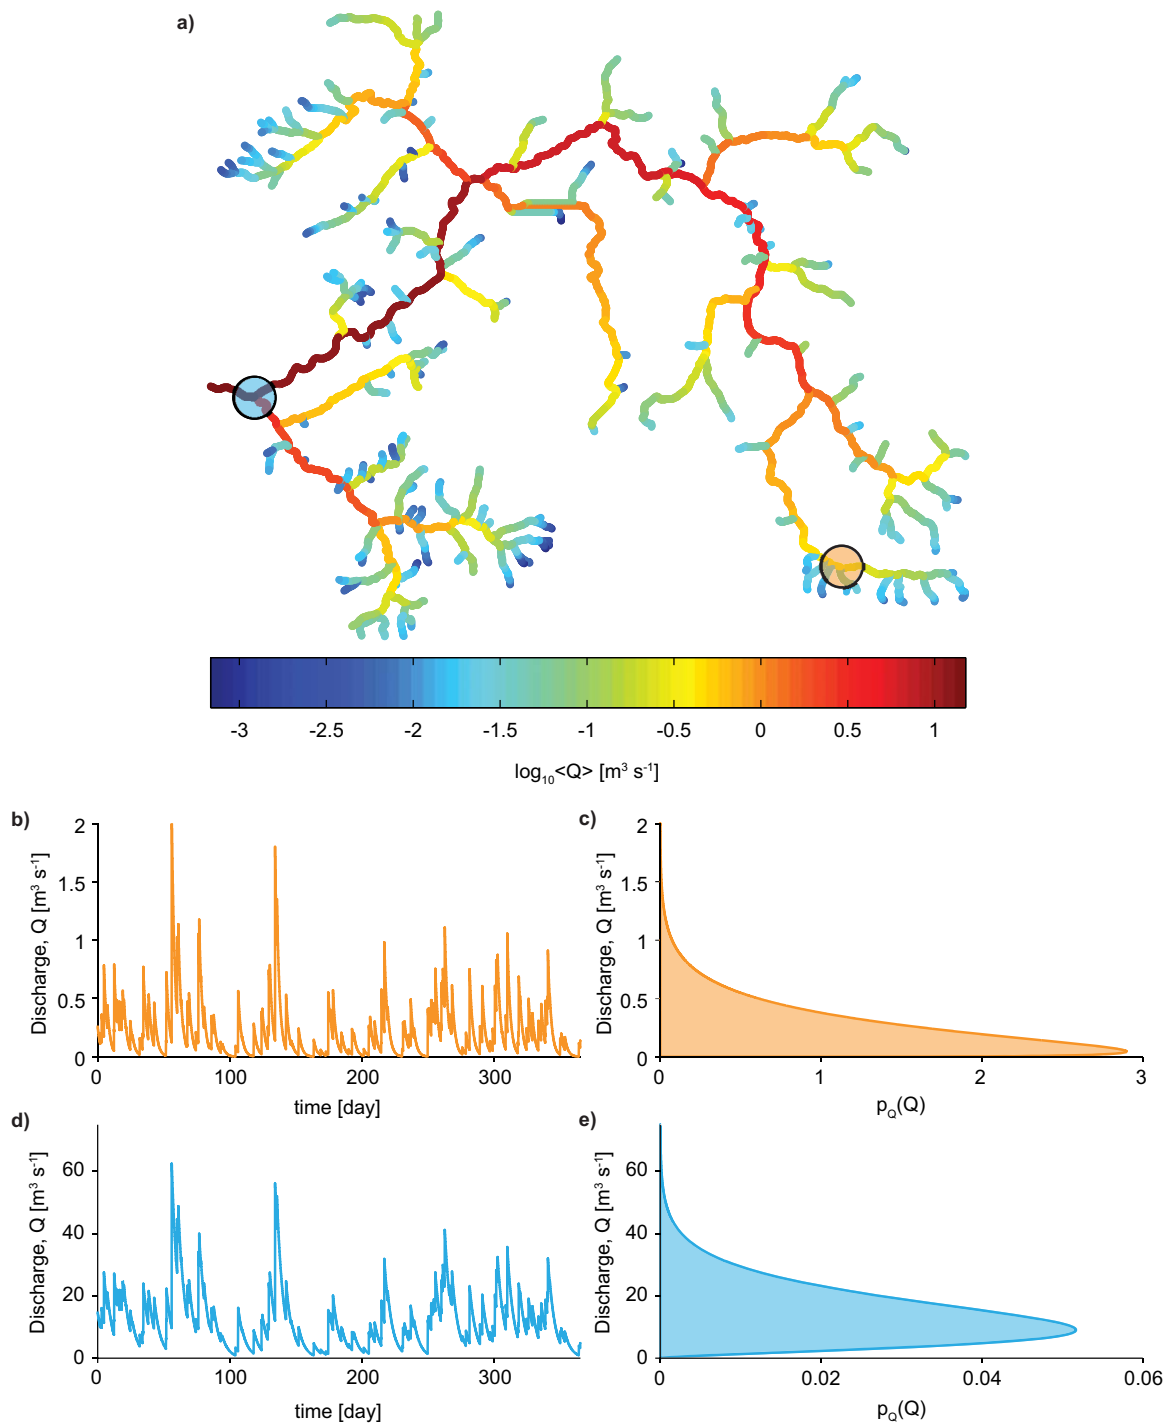 a)
-3 -2.5 -2 -1.5 -1 -0.5 0 0.5 1
log₁₀<Q> [m³ s⁻¹]
b)
Discharge, Q [m³ s⁻¹]
2
1.5
1
0.5
0
0 100 200 300
time [day]
c)
Discharge, Q [m³ s⁻¹]
2
1.5
1
0.5
0
0 1 2 3
p_Q(Q)
d)
Discharge, Q [m³ s⁻¹]
60
40
20
0
0 100 200 300
time [day]
e)
Discharge, Q [m³ s⁻¹]
60
40
20
0
0 0.02 0.04 0.06
p_Q(Q)